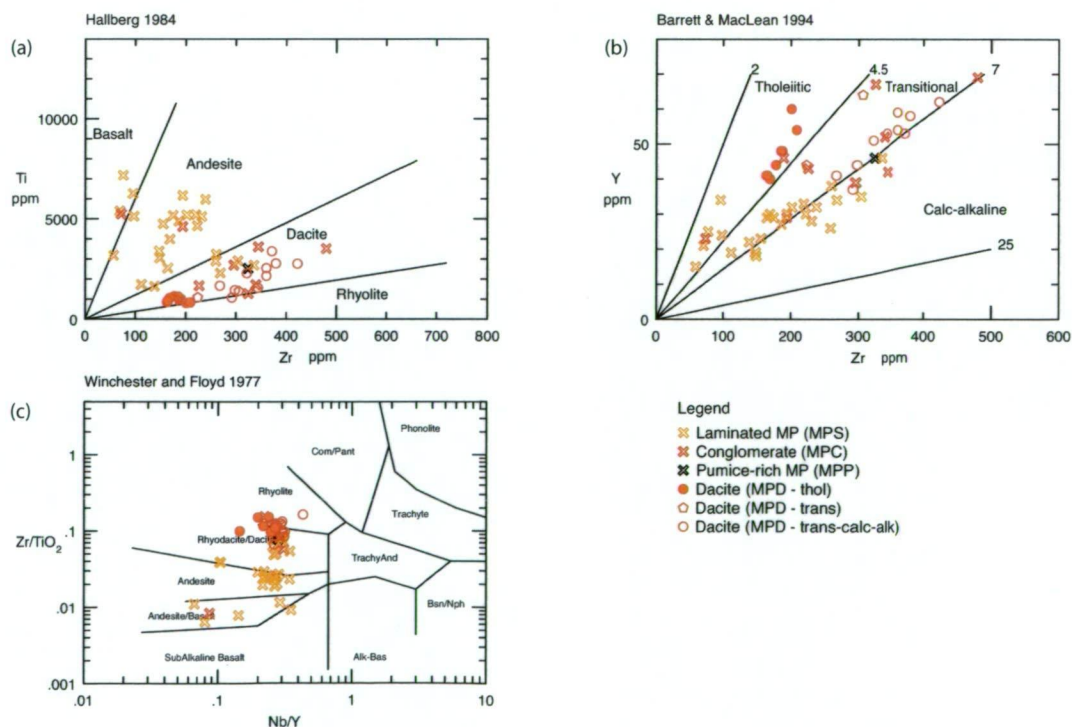 Hallberg 1984
(a)
Ti
ppm
10000
5000
0
Basalt
Andesite
Dacite
Rhyolite
0 100 200 300 400 500 600 700 800
Zr ppm
Barrett & MacLean 1994
(b)
Y
ppm
50
0
2
4.5
7
25
Tholeiitic
Transitional
Calc-alkaline
0 100 200 300 400 500 600
Zr ppm
Winchester and Floyd 1977
(c)
Zr/TiO2
1
.1
.01
.001
Phonolite
Com/Pant
Rhyolite
Trachyte
Rhyodacite/Dacite
TrachyAnd
Andesite
Andesite/Basalt
Bsn/Nph
SubAlkaline Basalt
Alk-Bas
.01 .1 1 10
Nb/Y
Legend
Laminated MP (MPS)
Conglomerate (MPC)
Pumice-rich MP (MPP)
Dacite (MPD - thol)
Dacite (MPD - trans)
Dacite (MPD - trans-calc-alk)